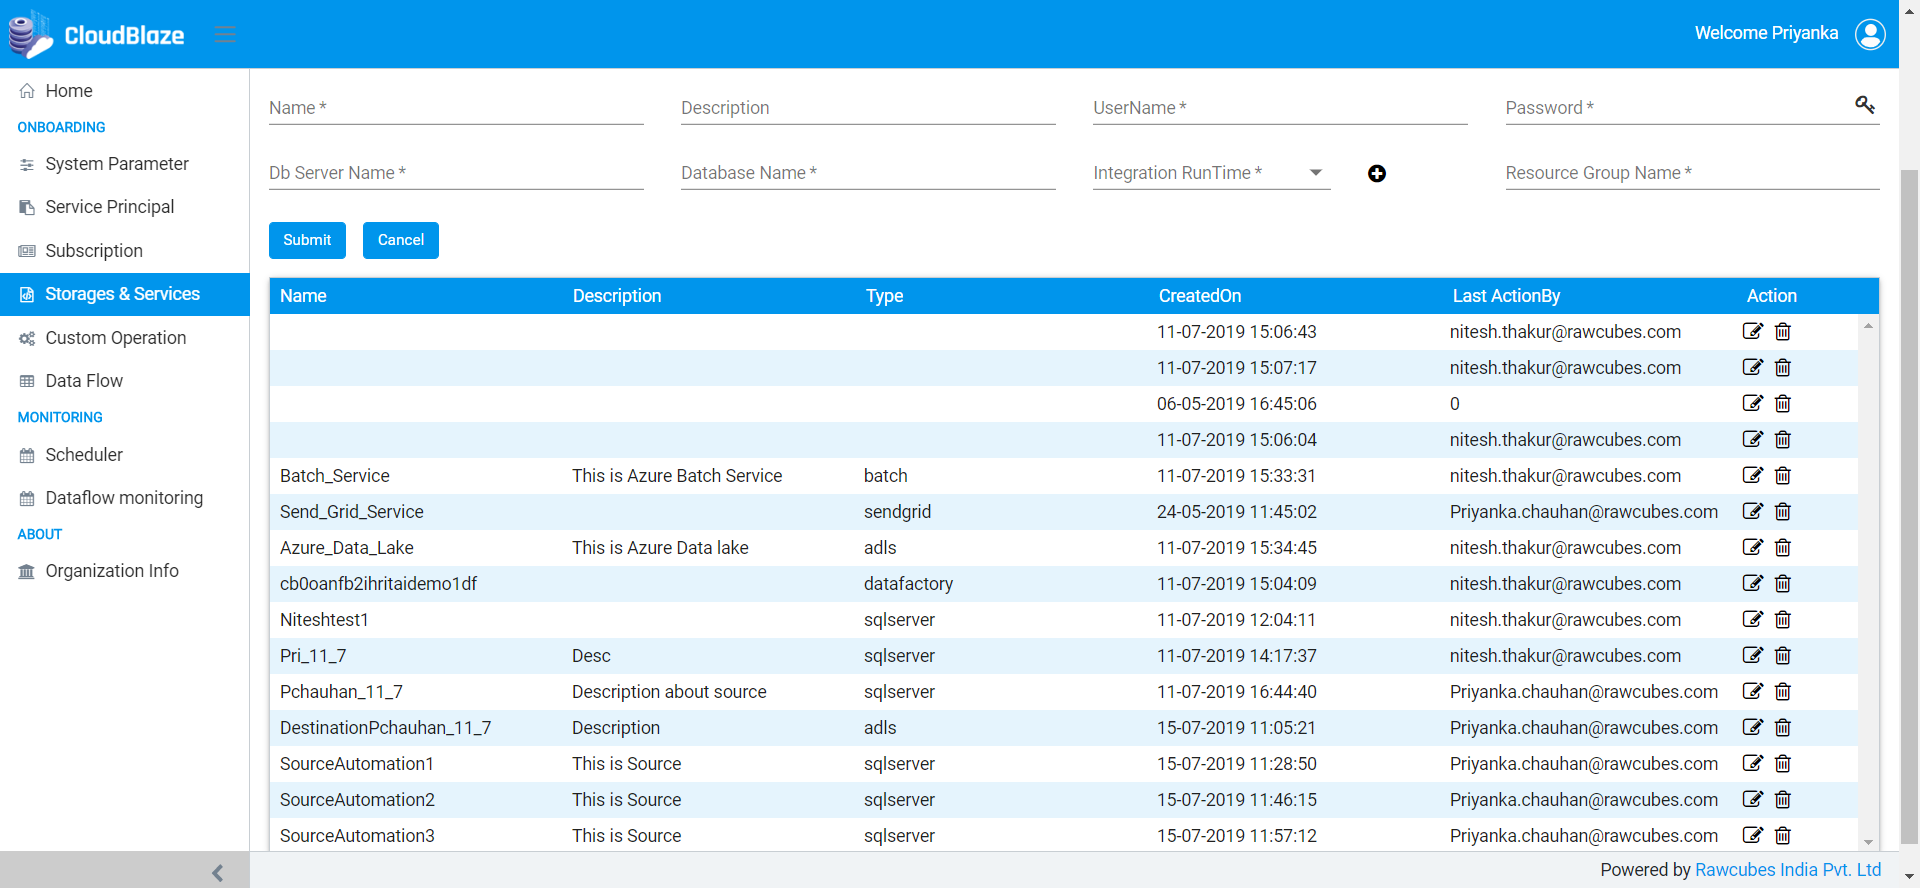 CloudBlaze
Welcome Priyanka
Home
ONBOARDING
System Parameter
Service Principal
Subscription
Storages & Services
Custom Operation
Data Flow
MONITORING
Scheduler
Dataflow monitoring
ABOUT
Organization Info
Name * Description UserName * Password *
Db Server Name * Database Name * Integration RunTime * Resource Group Name *
Submit Cancel
Name Description Type CreatedOn Last ActionBy Action
11-07-2019 15:06:43 nitesh.thakur@rawcubes.com
11-07-2019 15:07:17 nitesh.thakur@rawcubes.com
06-05-2019 16:45:06 0
11-07-2019 15:06:04 nitesh.thakur@rawcubes.com
Batch_Service This is Azure Batch Service batch 11-07-2019 15:33:31 nitesh.thakur@rawcubes.com
Send_Grid_Service sendgrid 24-05-2019 11:45:02 Priyanka.chauhan@rawcubes.com
Azure_Data_Lake This is Azure Data lake adls 11-07-2019 15:34:45 nitesh.thakur@rawcubes.com
cb0oanfb2ihritaidemo1df datafactory 11-07-2019 15:04:09 nitesh.thakur@rawcubes.com
Niteshtest1 sqlserver 11-07-2019 12:04:11 nitesh.thakur@rawcubes.com
Pri_11_7 Desc sqlserver 11-07-2019 14:17:37 nitesh.thakur@rawcubes.com
Pchauhan_11_7 Description about source sqlserver 11-07-2019 16:44:40 Priyanka.chauhan@rawcubes.com
DestinationPchauhan_11_7 Description adls 15-07-2019 11:05:21 Priyanka.chauhan@rawcubes.com
SourceAutomation1 This is Source sqlserver 15-07-2019 11:28:50 Priyanka.chauhan@rawcubes.com
SourceAutomation2 This is Source sqlserver 15-07-2019 11:46:15 Priyanka.chauhan@rawcubes.com
SourceAutomation3 This is Source sqlserver 15-07-2019 11:57:12 Priyanka.chauhan@rawcubes.com
Powered by Rawcubes India Pvt. Ltd